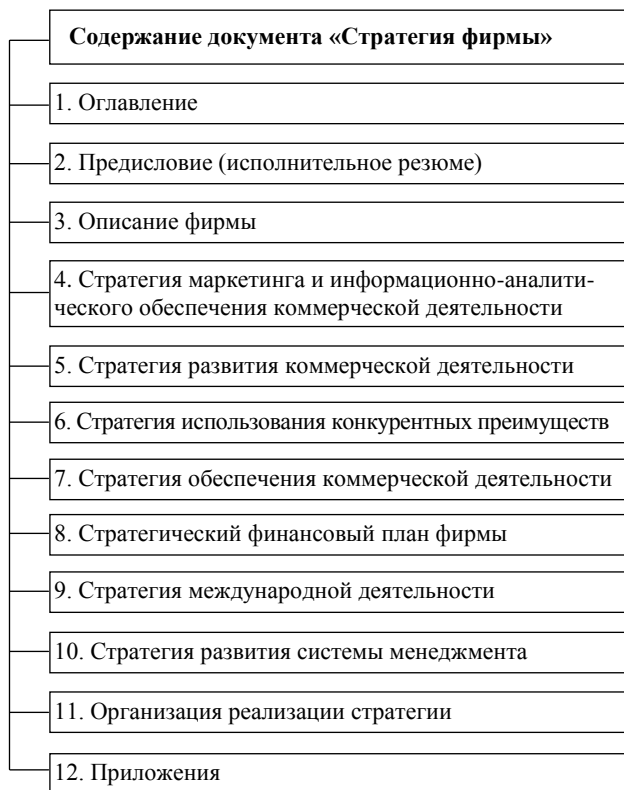 Содержание документа «Стратегия фирмы»
1. Оглавление
2. Предисловие (исполнительное резюме)
3. Описание фирмы
4. Стратегия маркетинга и информационно-аналити-
ческого обеспечения коммерческой деятельности
5. Стратегия развития коммерческой деятельности
6. Стратегия использования конкурентных преимуществ
7. Стратегия обеспечения коммерческой деятельности
8. Стратегический финансовый план фирмы
9. Стратегия международной деятельности
10. Стратегия развития системы менеджмента
11. Организация реализации стратегии
12. Приложения